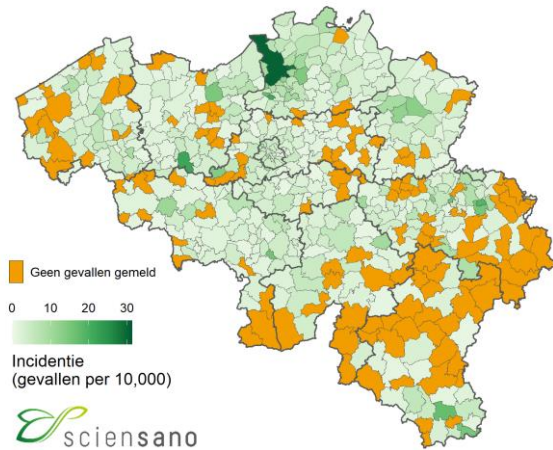 Geen gevallen gemeld
0 10 20 30
Incidentie
(gevallen per 10,000)
sciensano